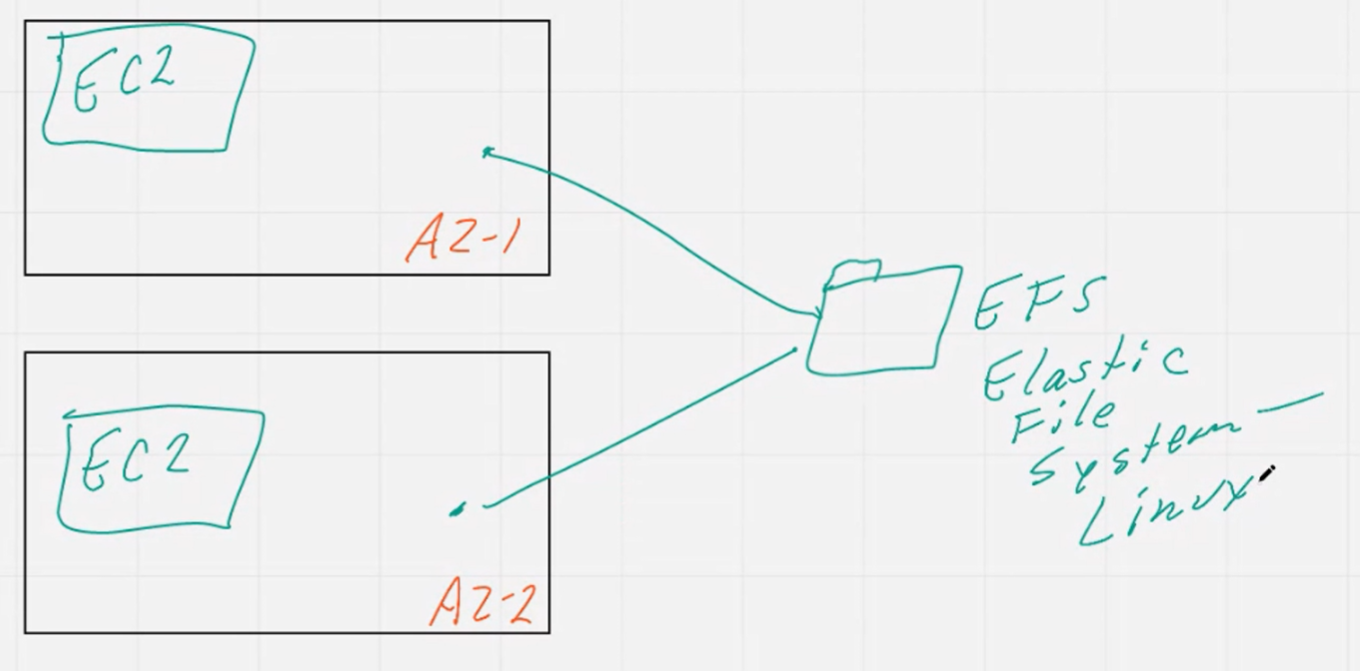 EC2
AZ-1
EC2
AZ-2
EFS
Elastic
File
System -
Linux